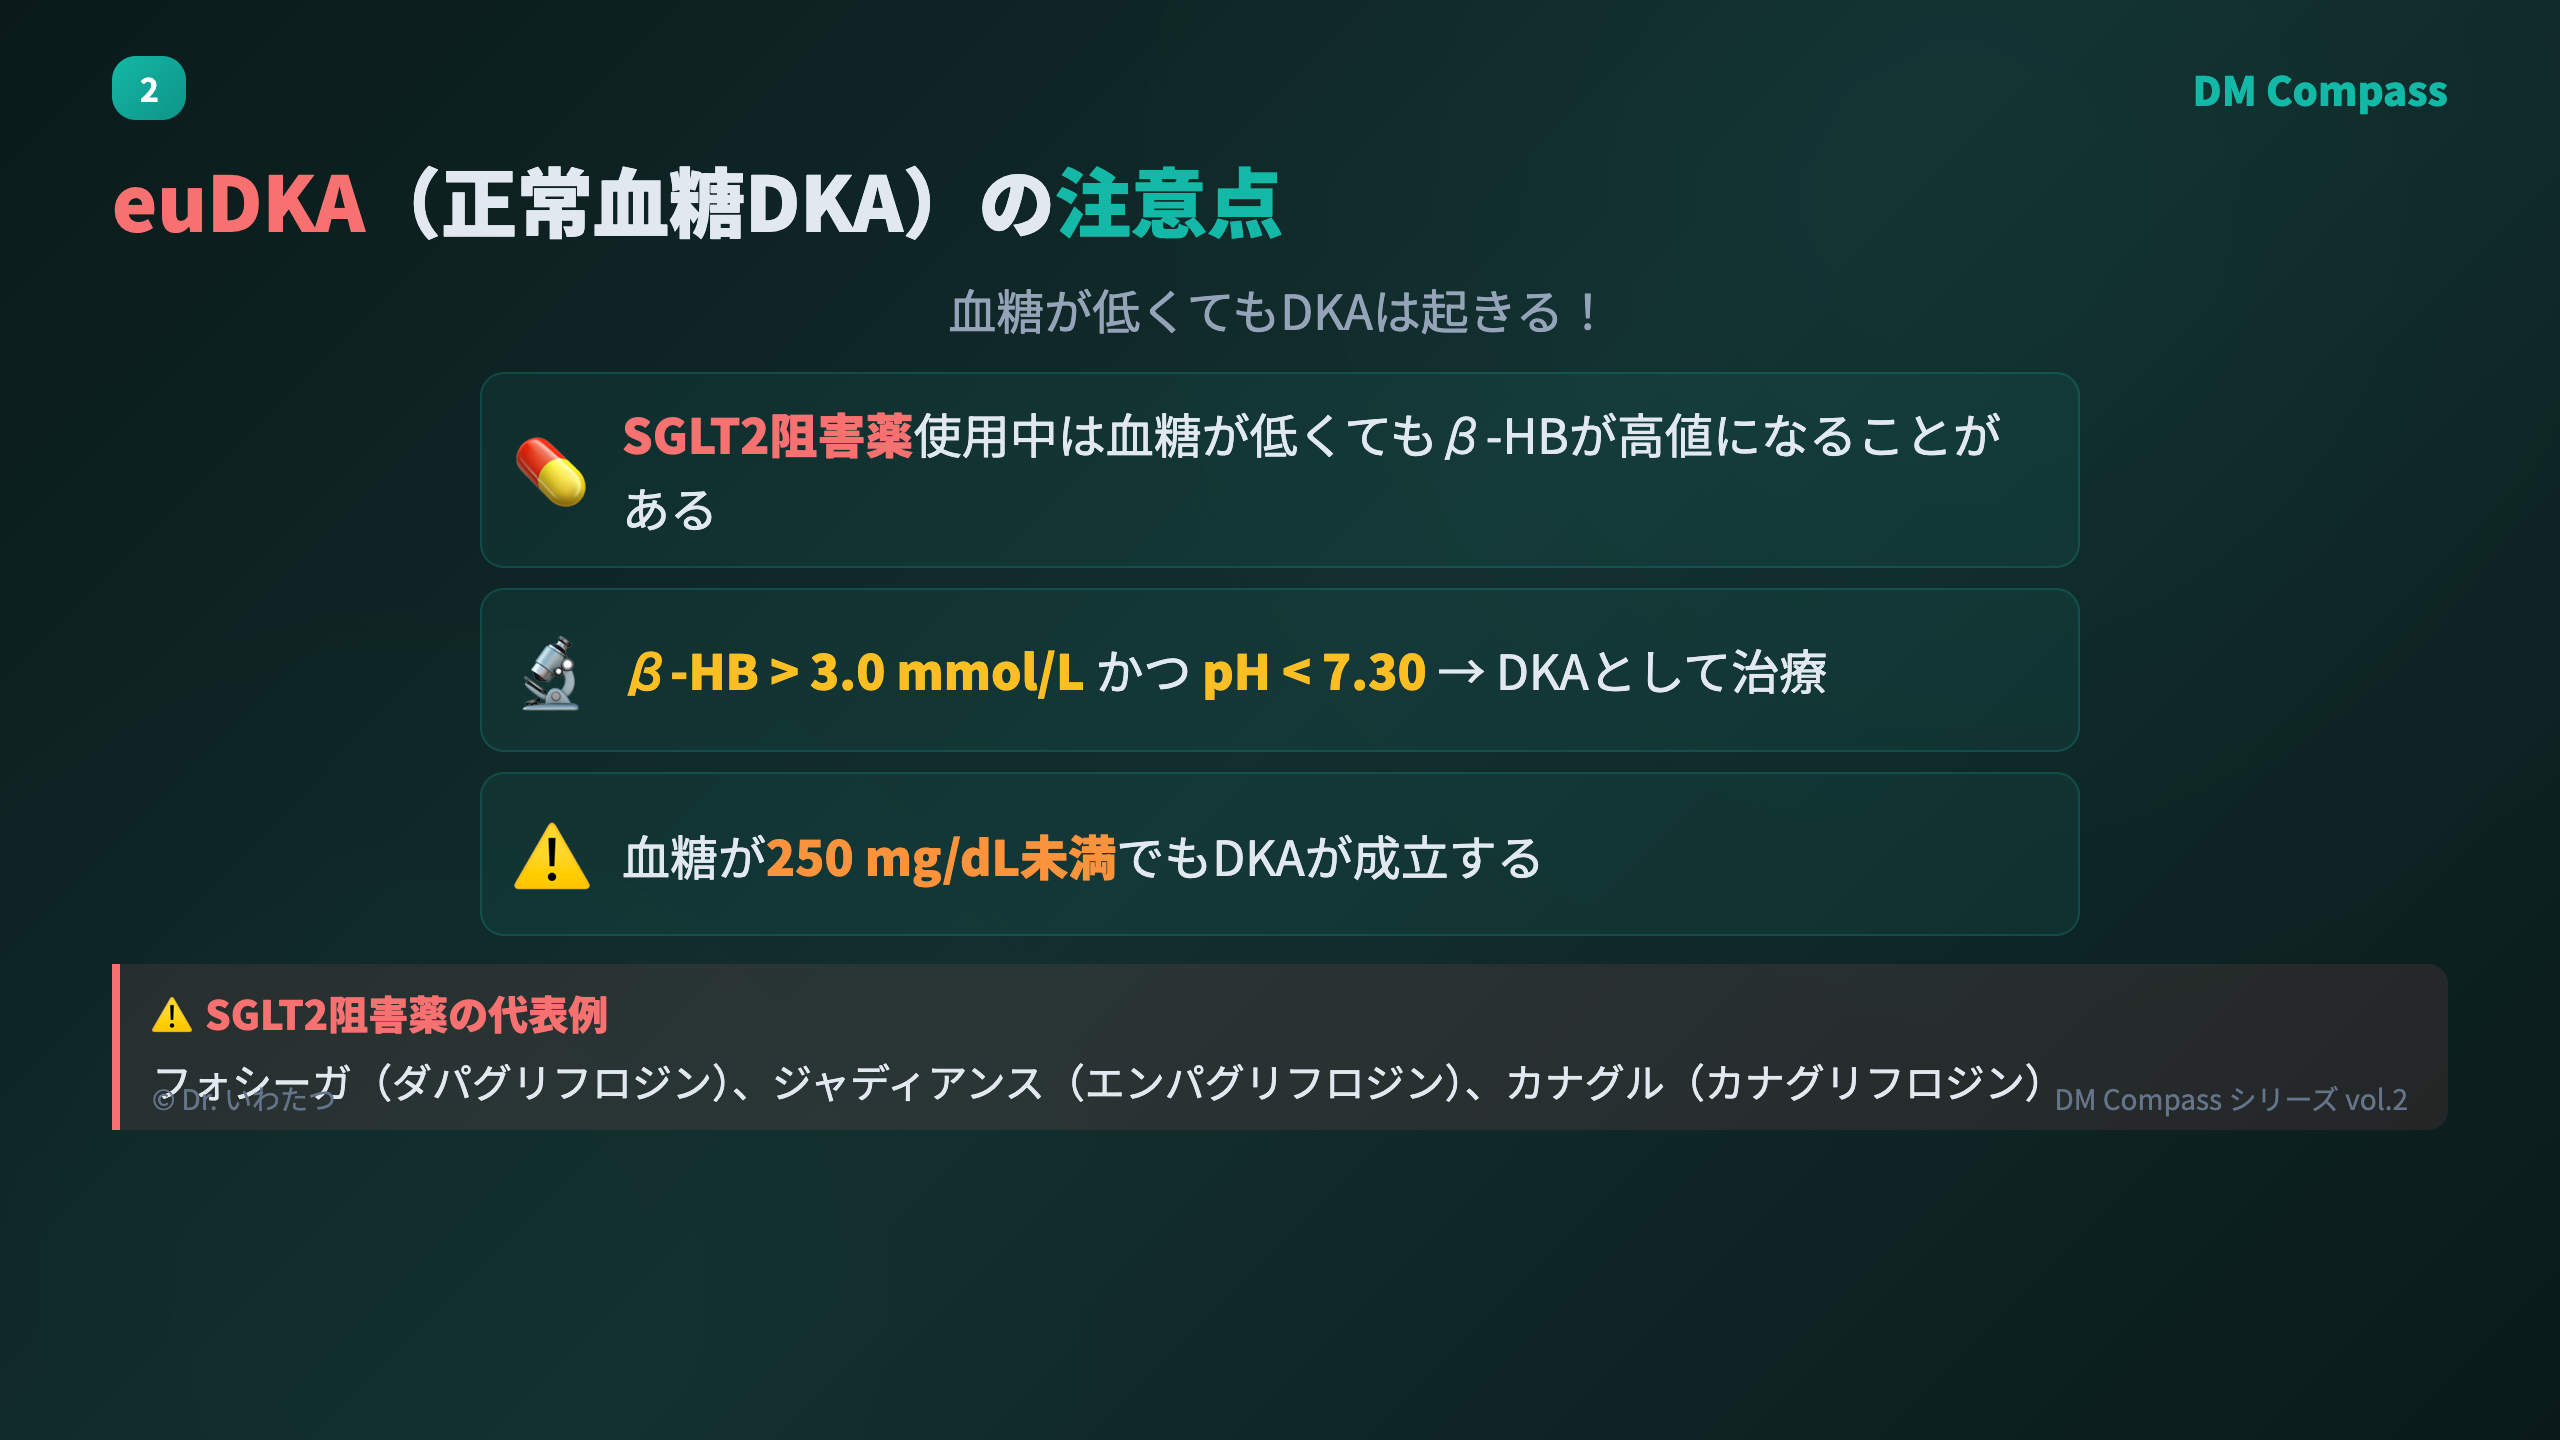 2
DM Compass
euDKA（正常血糖DKA）の注意点
血糖が低くてもDKAは起きる！
SGLT2阻害薬使用中は血糖が低くてもβ-HBが高値になることが
ある
β-HB > 3.0 mmol/L かつ pH < 7.30 → DKAとして治療
血糖が250 mg/dL未満でもDKAが成立する
SGLT2阻害薬の代表例
フォシーガ（ダパグリフロジン）、ジャディアンス（エンパグリフロジン）、カナグル（カナグリフロジン）
© Dr. いわたつ
DM Compass シリーズ vol.2